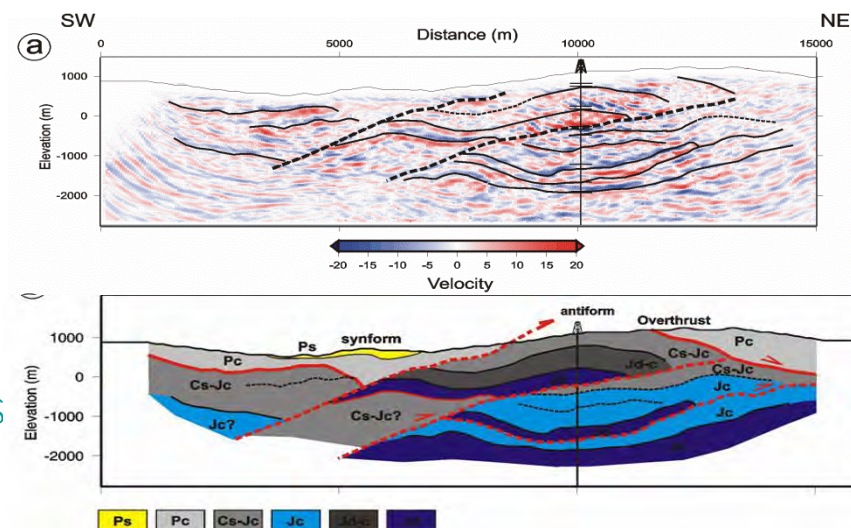 SW NE
a Distance (m)
0 5000 10000 15000
Elevation (m)
1000
0
-1000
-2000
-20 -15 -10 -5 0 5 10 15 20
Velocity
antiform
Overthrust
Ps synform
Pc Pc
Cs-Jc Jd-c Cs-Jc
Cs-Jc
Jc
Cs-Jc?
Jc? Jc
Elevation (m)
1000
0
-1000
-2000
Ps Pc Cs-Jc Jc Jd-c